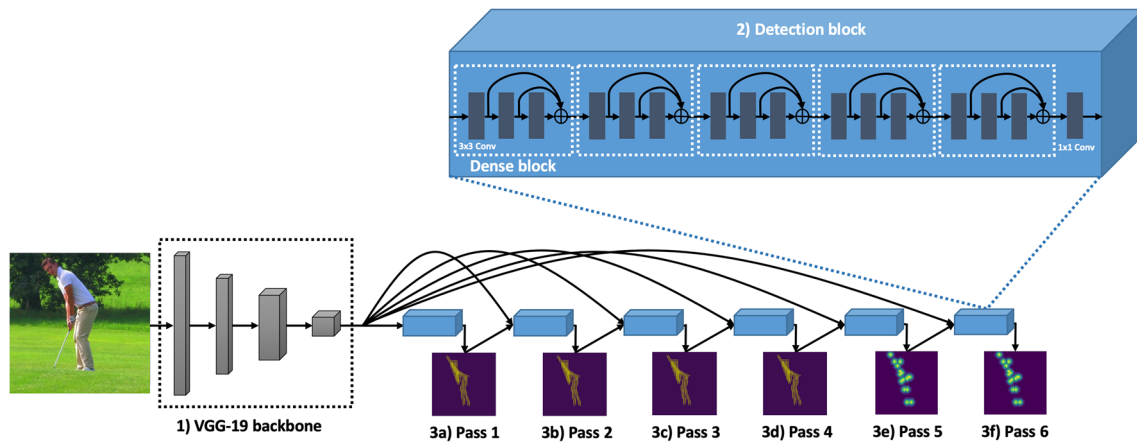 2) Detection block
3x3 Conv
1x1 Conv
Dense block
1) VGG-19 backbone
3a) Pass 1
3b) Pass 2
3c) Pass 3
3d) Pass 4
3e) Pass 5
3f) Pass 6